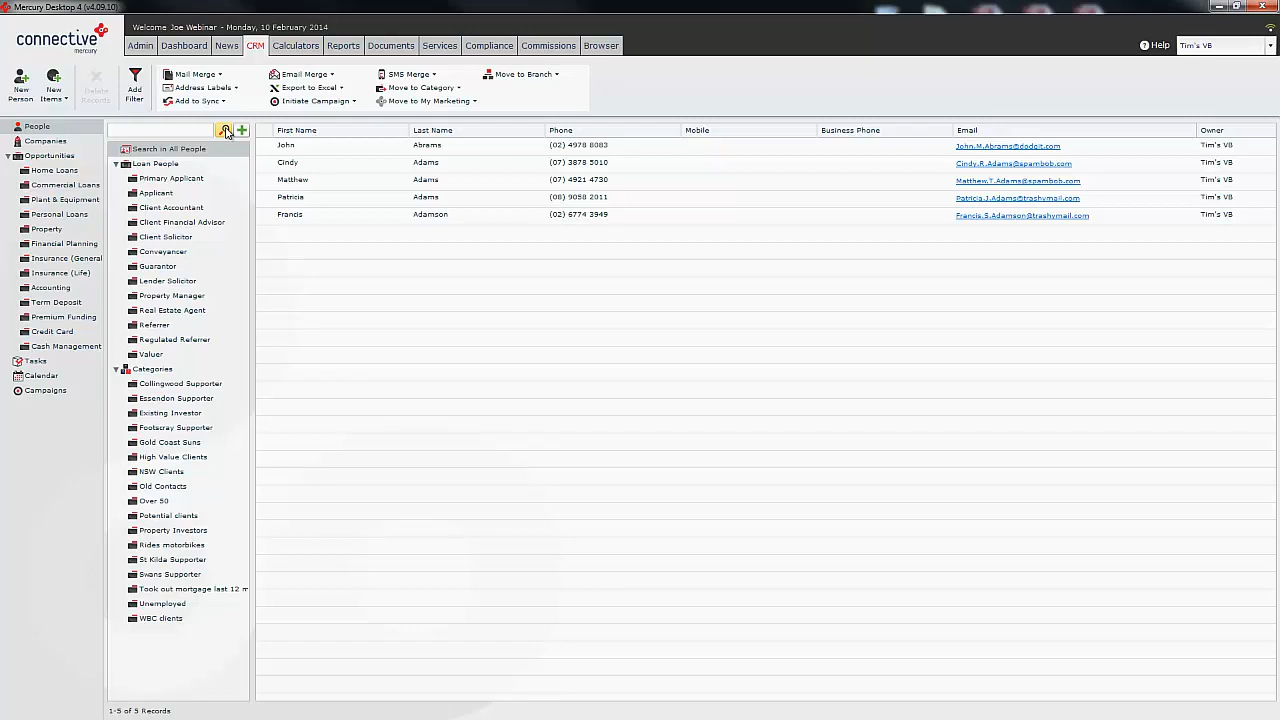 Mercury Desktop 4 (v4.09.10)
connective
mercury
Welcome Joe Webinar - Monday, 10 February 2014
Admin Dashboard News CRM Calculators Reports Documents Services Compliance Commissions Browser
Help
Tim's VB
New Person
New Items
Delete Records
Add Filter
Mail Merge
Address Labels
Add to Sync
Email Merge
Export to Excel
Initiate Campaign
SMS Merge
Move to Category
Move to My Marketing
Move to Branch
People
Companies
Opportunities
Home Loans
Commercial Loans
Plant & Equipment
Personal Loans
Property
Financial Planning
Insurance (General
Insurance (Life)
Accounting
Term Deposit
Premium Funding
Credit Card
Cash Management
Tasks
Calendar
Campaigns
Search in All People
Loan People
Primary Applicant
Applicant
Client Accountant
Client Financial Advisor
Client Solicitor
Conveyancer
Guarantor
Lender Solicitor
Property Manager
Real Estate Agent
Referrer
Regulated Referrer
Valuer
Categories
Collingwood Supporter
Essendon Supporter
Existing Investor
Footscray Supporter
Gold Coast Suns
High Value Clients
NSW Clients
Old Contacts
Over 50
Potential clients
Property Investors
Rides motorbikes
St Kilda Supporter
Swans Supporter
Took out mortgage last 12 m
Unemployed
WBC clients
First Name Last Name Phone Mobile Business Phone Email Owner
John Abrams (02) 4978 8083 John.M.Abrams@dodgit.com Tim's VB
Cindy Adams (07) 3878 5010 Cindy.R.Adams@spambob.com Tim's VB
Matthew Adams (07) 4921 4730 Matthew.T.Adams@spambob.com Tim's VB
Patricia Adams (08) 9058 2011 Patricia.J.Adams@trashymail.com Tim's VB
Francis Adamson (02) 6774 3949 Francis.S.Adamson@trashymail.com Tim's VB
1-5 of 5 Records